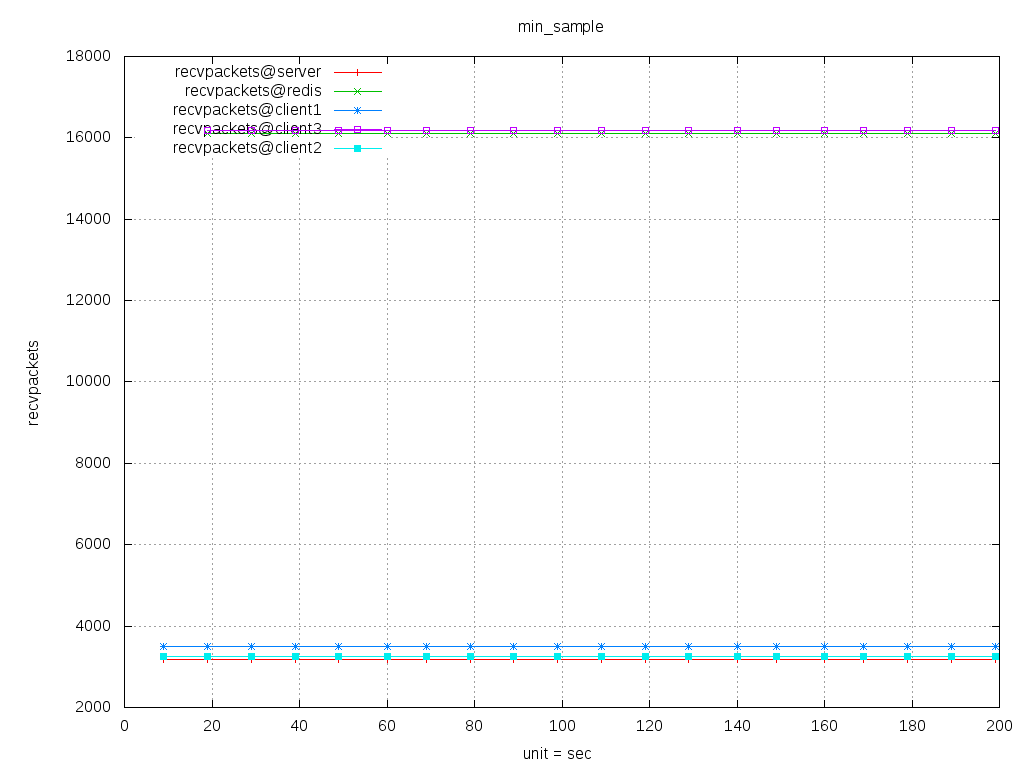 min_sample
18000
16000
14000
12000
10000
8000
6000
4000
2000
recvpackets
recvpackets@server
recvpackets@redis
recvpackets@client1
recvpackets@client3
recvpackets@client2
0 20 40 60 80 100 120 140 160 180 200
unit = sec